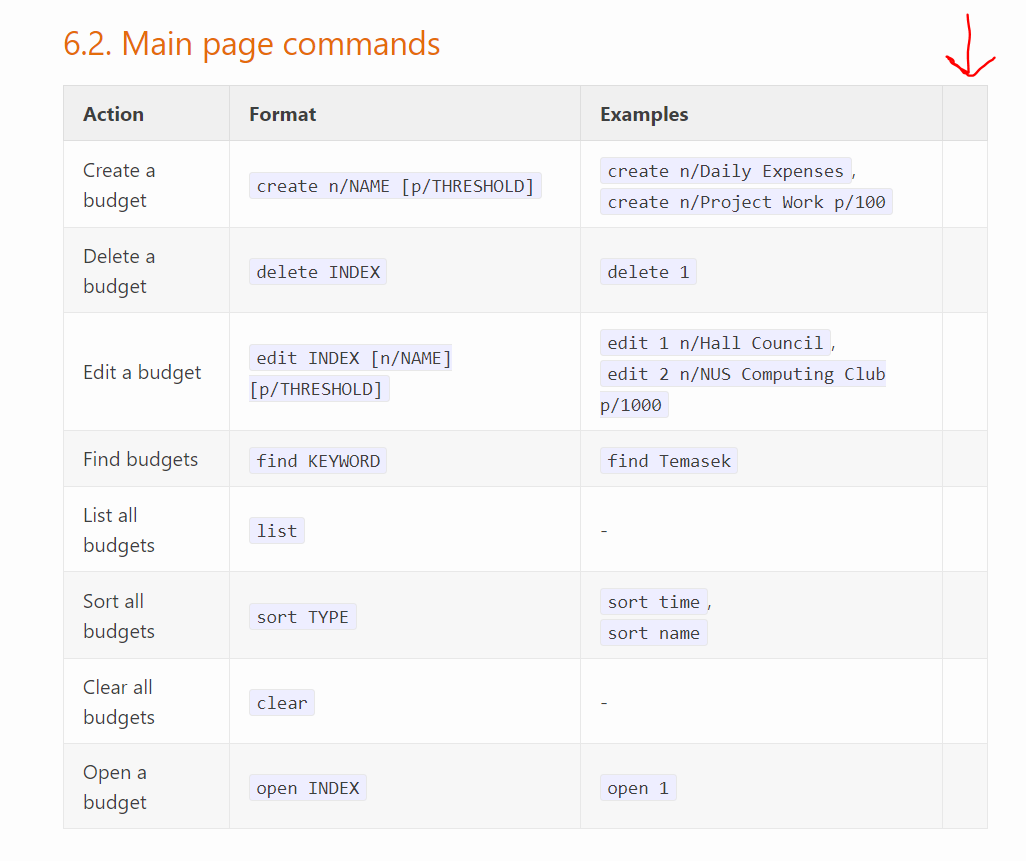 6.2. Main page commands
Action Format Examples
Create a
budget
create n/NAME [p/THRESHOLD]
create n/Daily Expenses,
create n/Project Work p/100
Delete a
budget
delete INDEX
delete 1
Edit a budget
edit INDEX [n/NAME]
[p/THRESHOLD]
edit 1 n/Hall Council,
edit 2 n/NUS Computing Club
p/1000
Find budgets
find KEYWORD
find Temasek
List all
budgets
list
-
Sort all
budgets
sort TYPE
sort time,
sort name
Clear all
budgets
clear
-
Open a
budget
open INDEX
open 1